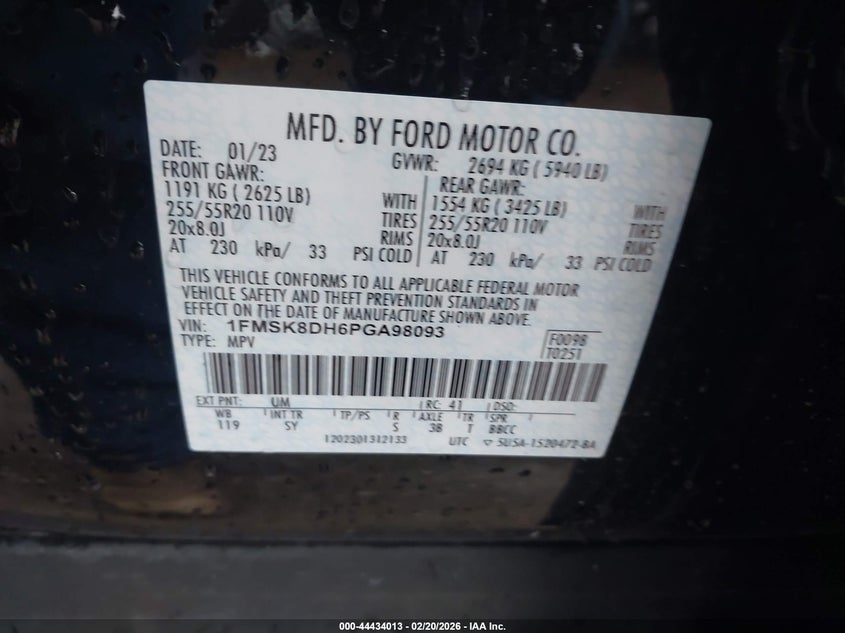 MFD. BY FORD MOTOR CO.
DATE: 01/23 GVWR: 2694 KG ( 5940 LB)
FRONT GAWR: REAR GAWR:
1191 KG ( 2625 LB) WITH 1554 KG ( 3425 LB) WITH
255/55R20 110V TIRES 255/55R20 110V TIRES
20x8.0J RIMS 20x8.0J RIMS
AT 230 kPa/ 33 PSI COLD AT 230 kPa/ 33 PSI COLD
THIS VEHICLE CONFORMS TO ALL APPLICABLE FEDERAL MOTOR
VEHICLE SAFETY AND THEFT PREVENTION STANDARDS IN
EFFECT ON THE DATE OF MANUFACTURE SHOWN ABOVE.
VIN: 1FMSK8DH6PGA98093 F0098
TYPE: MPV T0251
EXT PNT: UM RC: 41 DSO:
WB INT TR TP/PS R AXLE TR SPR
119 SY S 3B T BBCC
1202301312133 UTC 5U5A-1520472-BA
000-44434013 — 02/20/2026 — IAA Inc.